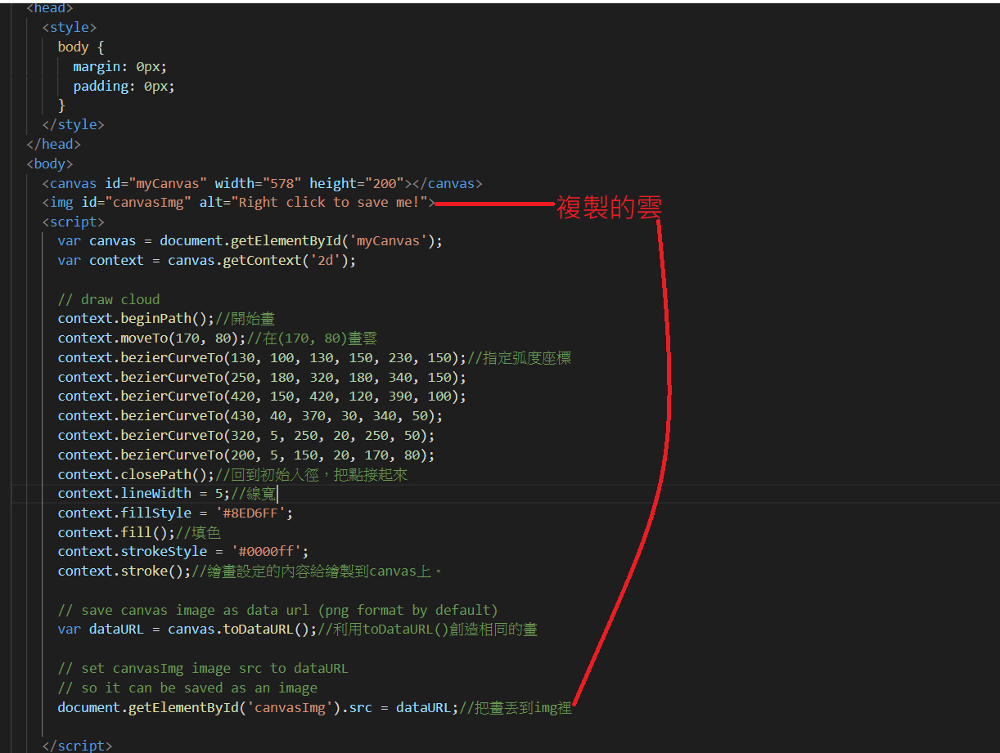 <head>
<style>
body {
margin: 0px;
padding: 0px;
}
</style>
</head>
<body>
<canvas id="myCanvas" width="578" height="200"></canvas>
<img id="canvasImg" alt="Right click to save me!">
複製的雲
<script>
var canvas = document.getElementById('myCanvas');
var context = canvas.getContext('2d');
// draw cloud
context.beginPath();//開始畫
context.moveTo(170, 80);//在(170, 80)畫雲
context.bezierCurveTo(130, 100, 130, 150, 230, 150);//指定弧度座標
context.bezierCurveTo(250, 180, 320, 180, 340, 150);
context.bezierCurveTo(420, 150, 420, 120, 390, 100);
context.bezierCurveTo(430, 40, 370, 30, 340, 50);
context.bezierCurveTo(320, 5, 250, 20, 250, 50);
context.bezierCurveTo(200, 5, 150, 20, 170, 80);
context.closePath();//回到初始入徑，把點接起來
context.lineWidth = 5;//線寬
context.fillStyle = '#8ED6FF';
context.fill();//填色
context.strokeStyle = '#0000ff';
context.stroke();//繪畫設定的內容給繪製到canvas上。
// save canvas image as data url (png format by default)
var dataURL = canvas.toDataURL();//利用toDataURL()創造相同的畫
// set canvasImg image src to dataURL
// so it can be saved as an image
document.getElementById('canvasImg').src = dataURL;//把畫丟到img裡
</script>